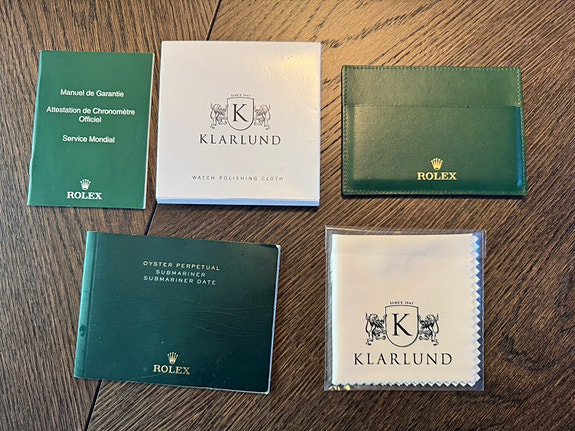 Manuel de Garantie
Attestation de Chronomètre
Officiel
Service Mondial
ROLEX
SINCE 1947
K
KLARLUND
WATCH POLISHING CLOTH
ROLEX
OYSTER PERPETUAL
SUBMARINER
SUBMARINER DATE
ROLEX
SINCE 1947
K
KLARLUND